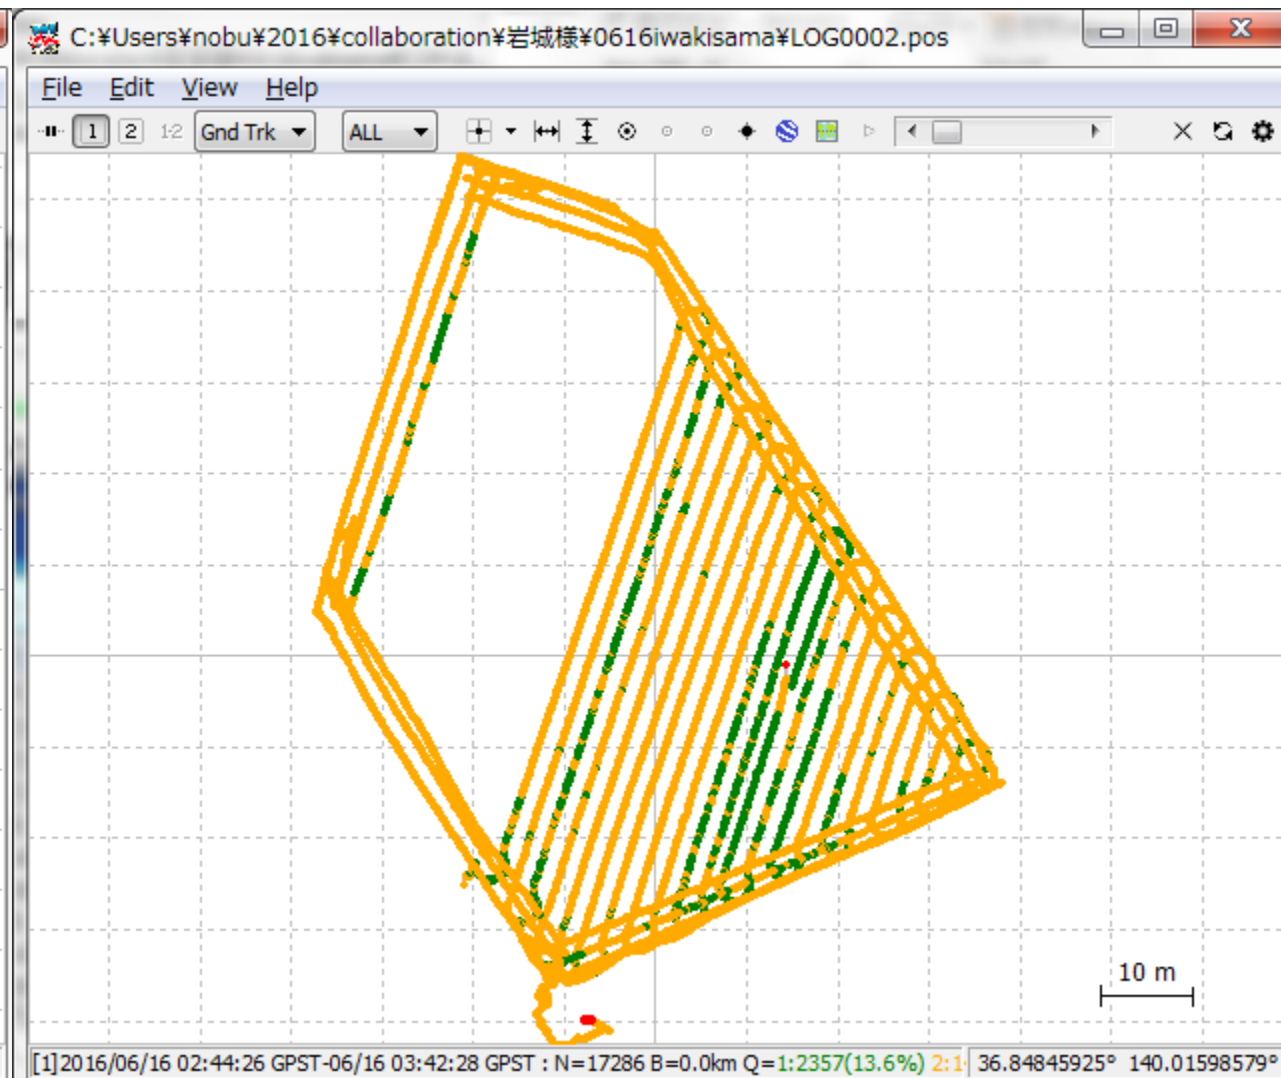 C:¥Users¥nobu¥2016¥collaboration¥岩城様¥0616iwakisama¥LOG0002.pos
File Edit View Help
1 2 1-2 Gnd Trk ALL
10 m
[1]2016/06/16 02:44:26 GPST-06/16 03:42:28 GPST : N=17286 B=0.0km Q=1:2357(13.6%) 2:1 36.84845925° 140.01598579°